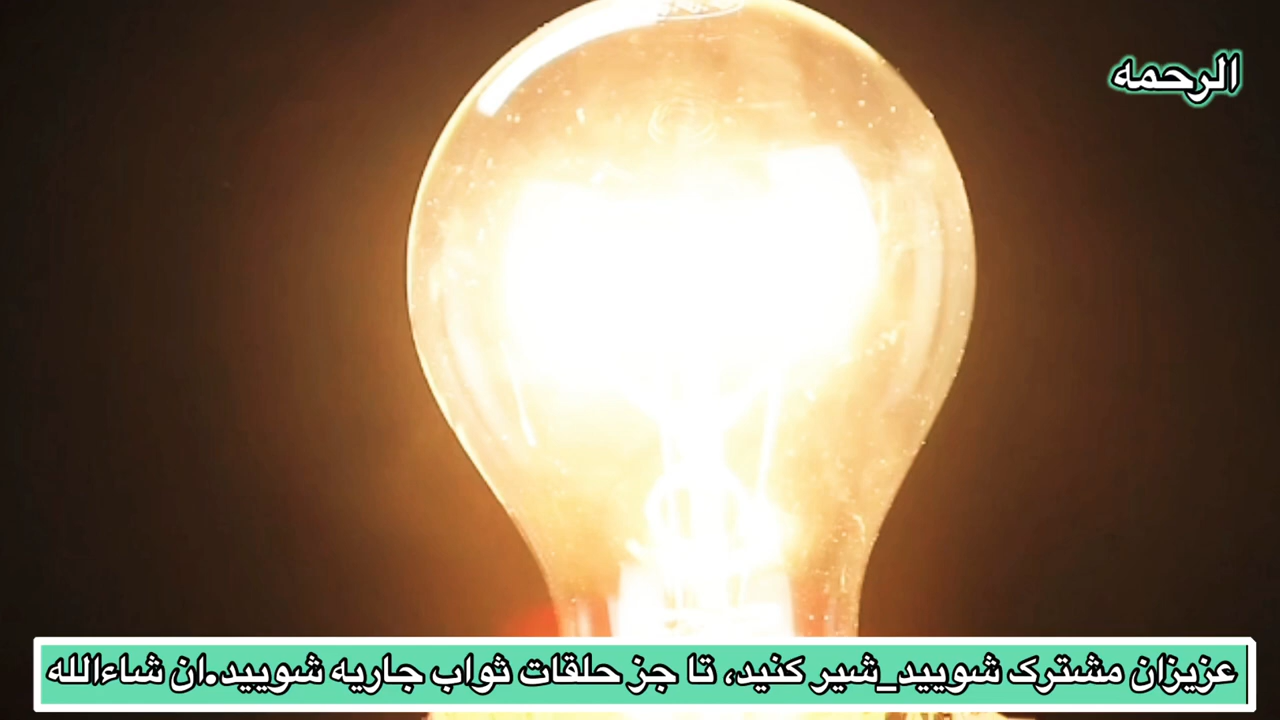 الرحمه
عزیزان مشترک شویید_شیر کنید، تا جز حلقات ثواب جاریه شویید.ان شاءالله